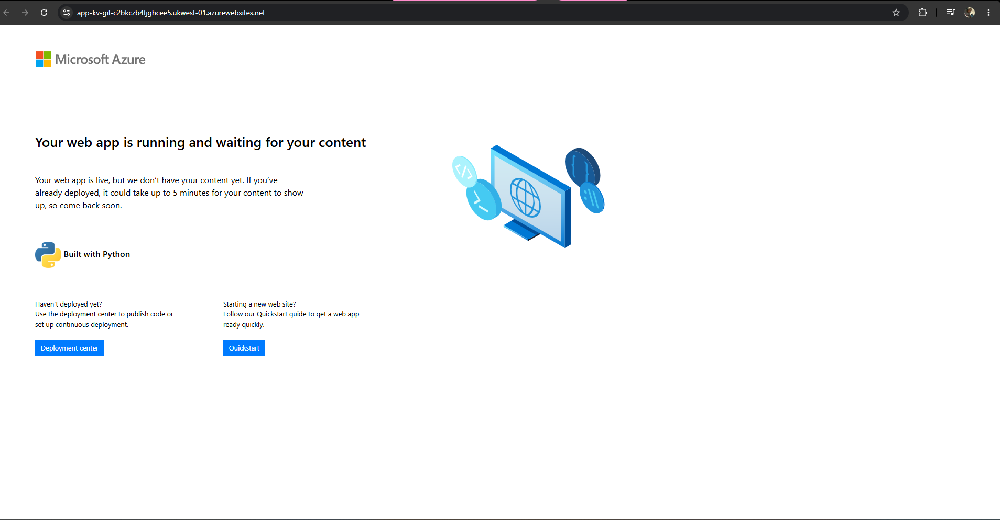 app-kv-gil-c2bkczb4fjghcee5.ukwest-01.azurewebsites.net
Microsoft Azure
Your web app is running and waiting for your content
Your web app is live, but we don’t have your content yet. If you’ve
already deployed, it could take up to 5 minutes for your content to show
up, so come back soon.
Built with Python
Haven’t deployed yet?
Use the deployment center to publish code or
set up continuous deployment.
Deployment center
Starting a new web site?
Follow our Quickstart guide to get a web app
ready quickly.
Quickstart